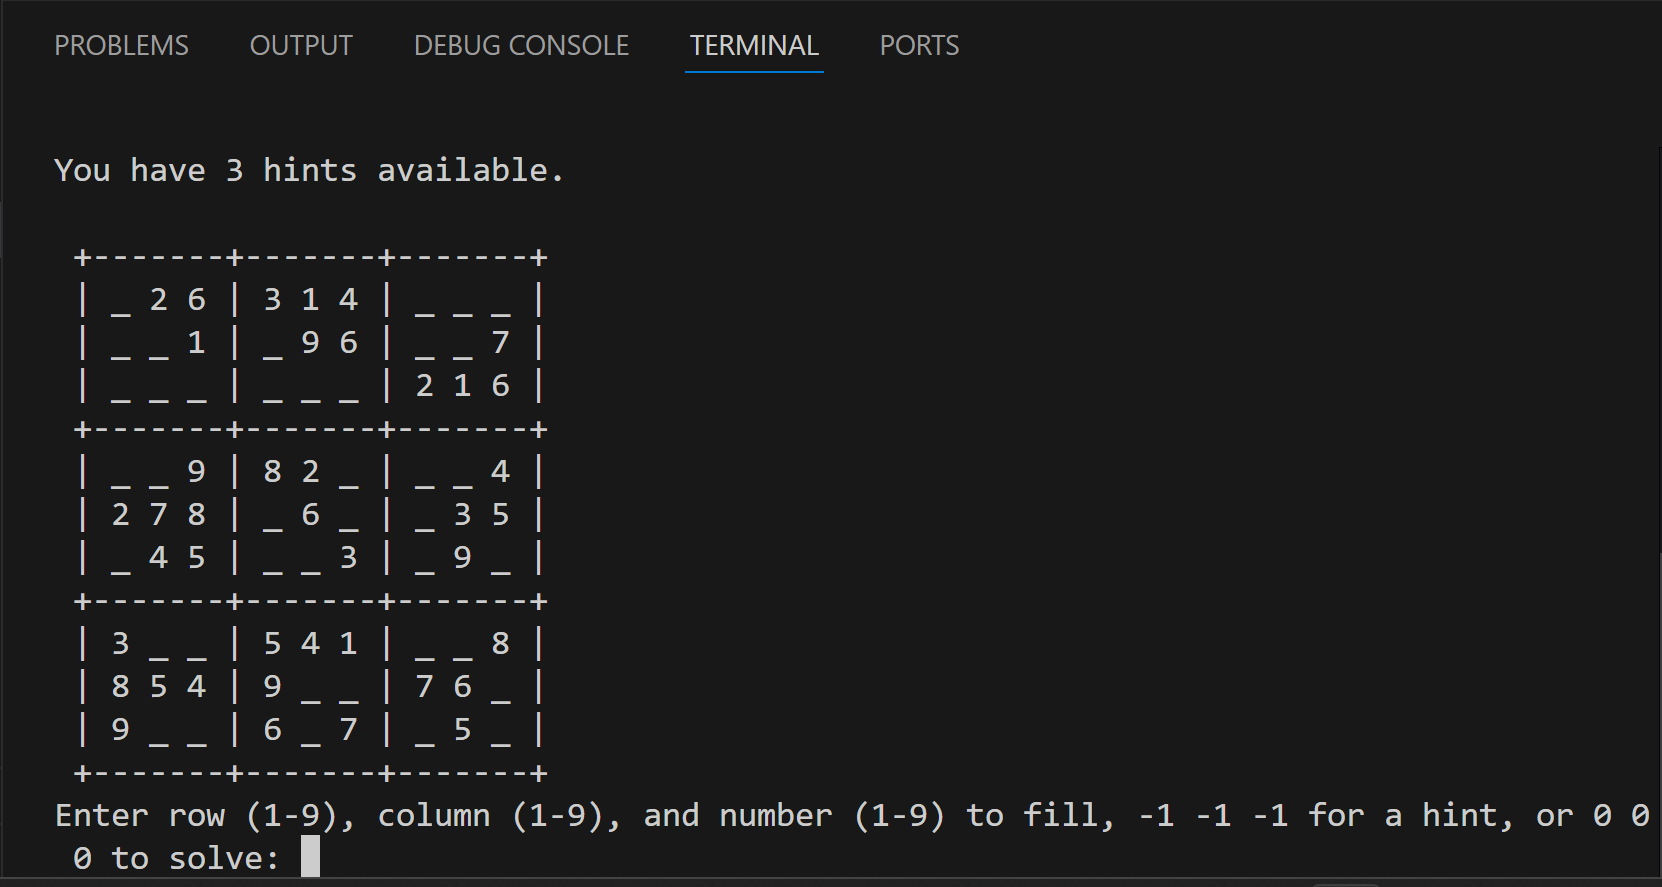 PROBLEMS OUTPUT DEBUG CONSOLE TERMINAL PORTS
You have 3 hints available.
+-------+-------+-------+
| _ 2 6 | 3 1 4 | _ _ _ |
| _ _ 1 | _ 9 6 | _ _ 7 |
| _ _ _ | _ _ _ | 2 1 6 |
+-------+-------+-------+
| _ _ 9 | 8 2 _ | _ _ 4 |
| 2 7 8 | _ 6 _ | _ 3 5 |
| _ 4 5 | _ _ 3 | _ 9 _ |
+-------+-------+-------+
| 3 _ _ | 5 4 1 | _ _ 8 |
| 8 5 4 | 9 _ _ | 7 6 _ |
| 9 _ _ | 6 _ 7 | _ 5 _ |
+-------+-------+-------+
Enter row (1-9), column (1-9), and number (1-9) to fill, -1 -1 -1 for a hint, or 0 0
0 to solve: